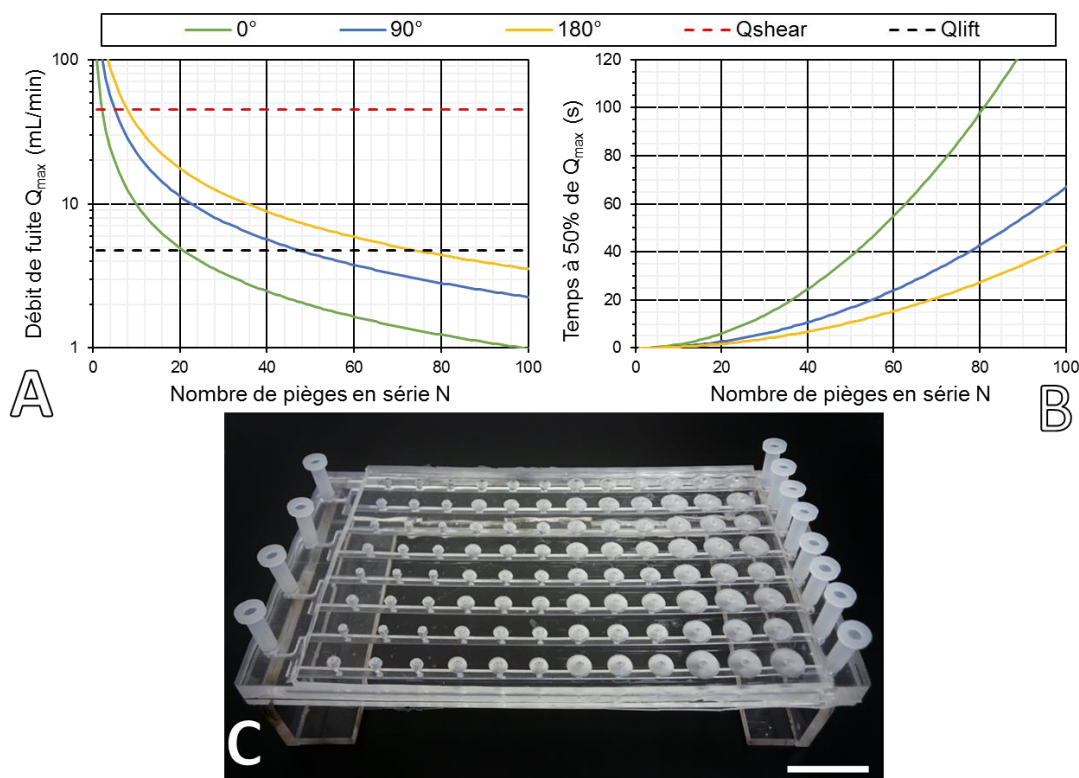 0° 90° 180° Qshear Qlift
Débit de fuite Qmax (mL/min)
100
10
1
0 20 40 60 80 100
Nombre de pièges en série N
A
Temps à 50% de Qmax (s)
120
100
80
60
40
20
0
0 20 40 60 80 100
Nombre de pièges en série N
B
C